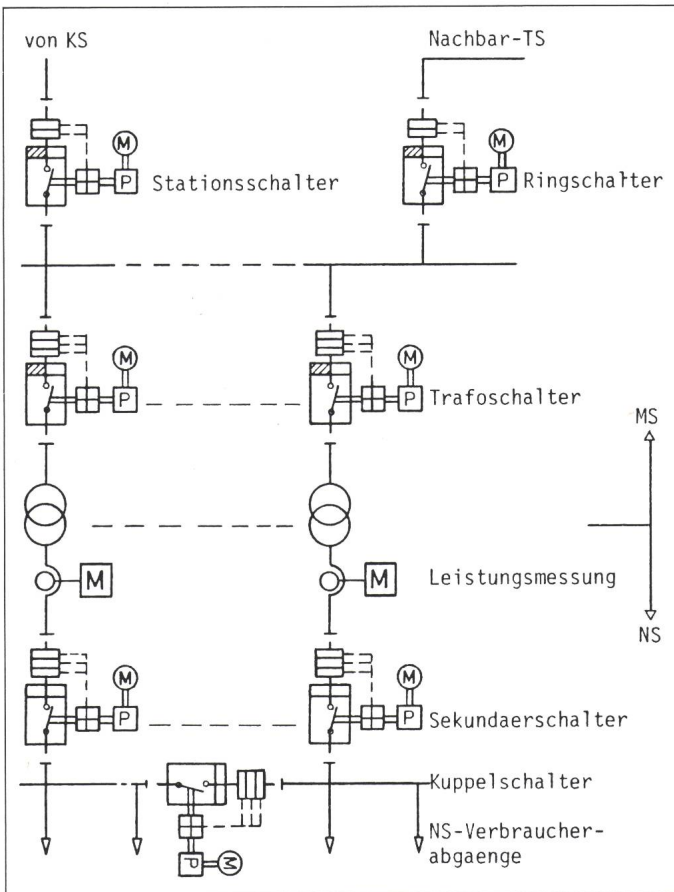 von KS
Nachbar-TS
M
M
P
Stationsschalter
P
Ringschalter
M
M
P
P
Trafoschalter
MS
M
M
Leistungsmessung
NS
M
M
P
P
Sekundaerschalter
Kuppelschalter
P
M
NS-Verbraucher-
abgaenge